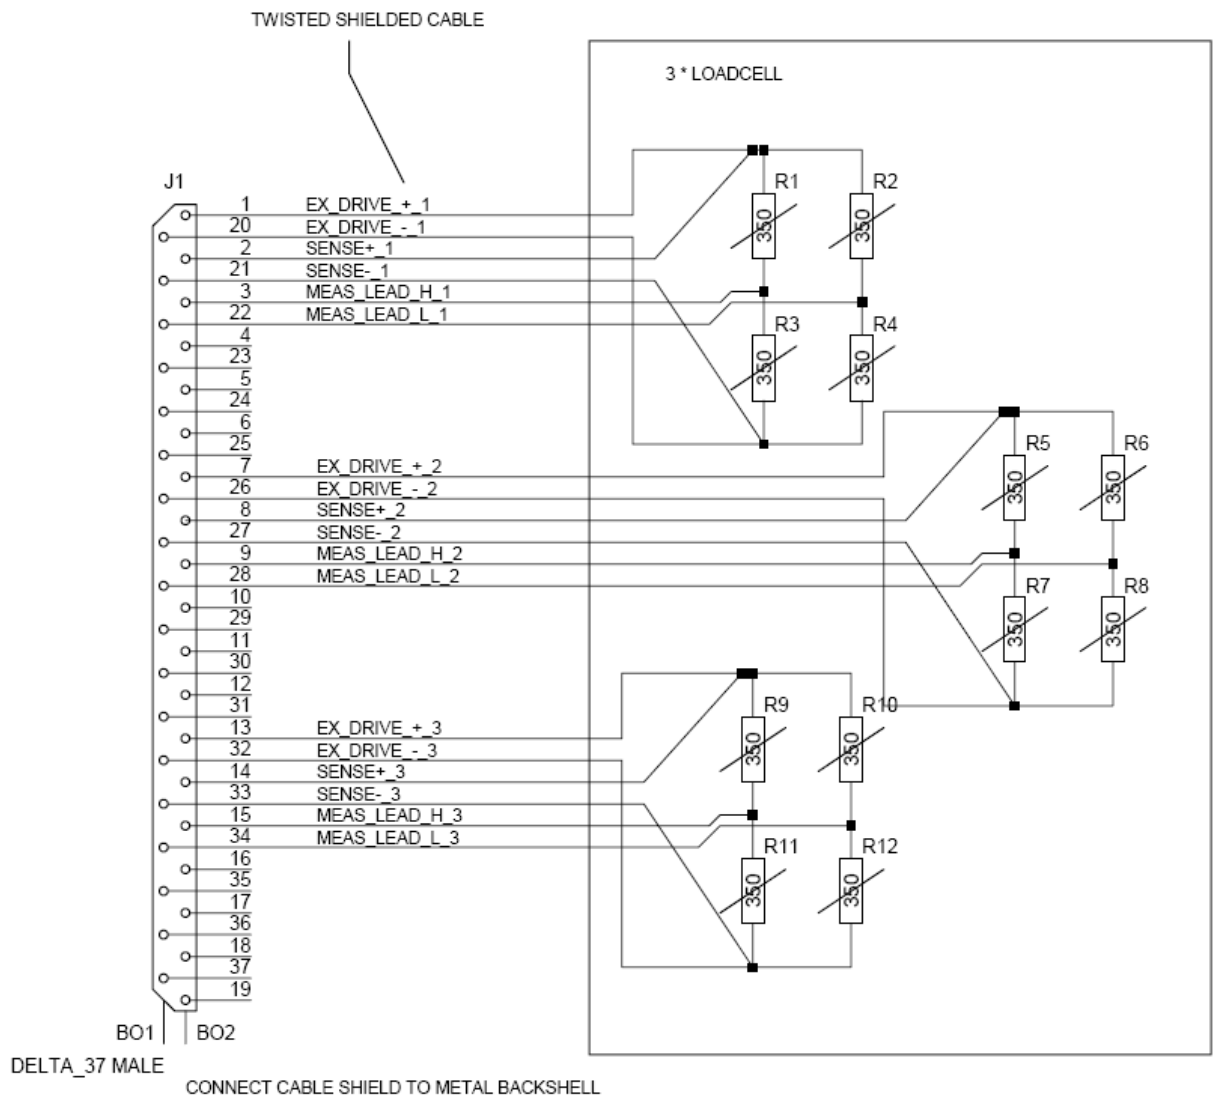 TWISTED SHIELDED CABLE
3 * LOADCELL
J1
1 EX_DRIVE_+_1
20 EX_DRIVE_-_1
2 SENSE+_1
21 SENSE-_1
3 MEAS_LEAD_H_1
22 MEAS_LEAD_L_1
4
23
5
24
6
25
7 EX_DRIVE_+_2
26 EX_DRIVE_-_2
8 SENSE+_2
27 SENSE-_2
9 MEAS_LEAD_H_2
28 MEAS_LEAD_L_2
10
29
11
30
12
31
13 EX_DRIVE_+_3
32 EX_DRIVE_-_3
14 SENSE+_3
33 SENSE-_3
15 MEAS_LEAD_H_3
34 MEAS_LEAD_L_3
16
35
17
36
18
37
19
R1 R2
350 350
R3 R4
350 350
R5 R6
350 350
R7 R8
350 350
R9 R10
350 350
R11 R12
350 350
BO1 BO2
DELTA_37 MALE
CONNECT CABLE SHIELD TO METAL BACKSHELL